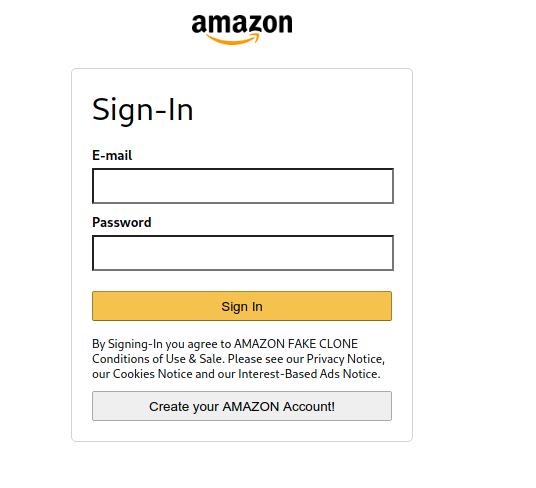 amazon
Sign-In
E-mail
Password
Sign In
By Signing-In you agree to AMAZON FAKE CLONE
Conditions of Use & Sale. Please see our Privacy Notice,
our Cookies Notice and our Interest-Based Ads Notice.
Create your AMAZON Account!